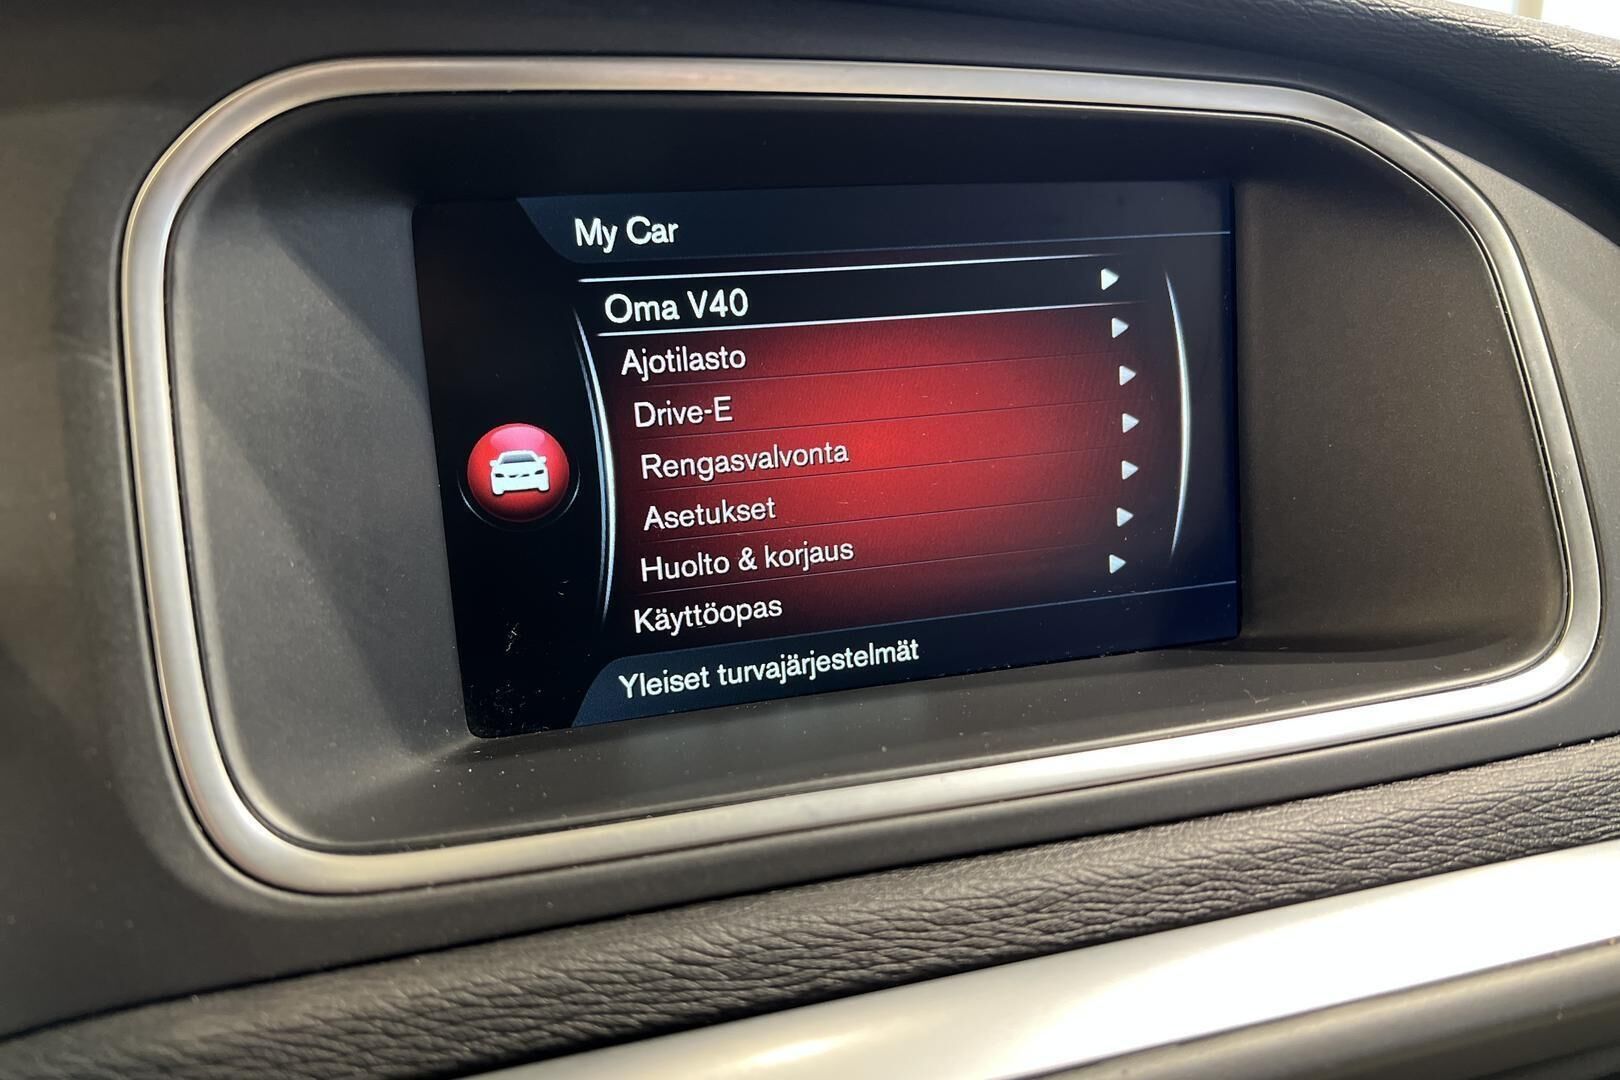 My Car
Oma V40
Ajotilasto
Drive-E
Rengasvalvonta
Asetukset
Huolto & korjaus
Käyttöopas
Yleiset turvajärjestelmät